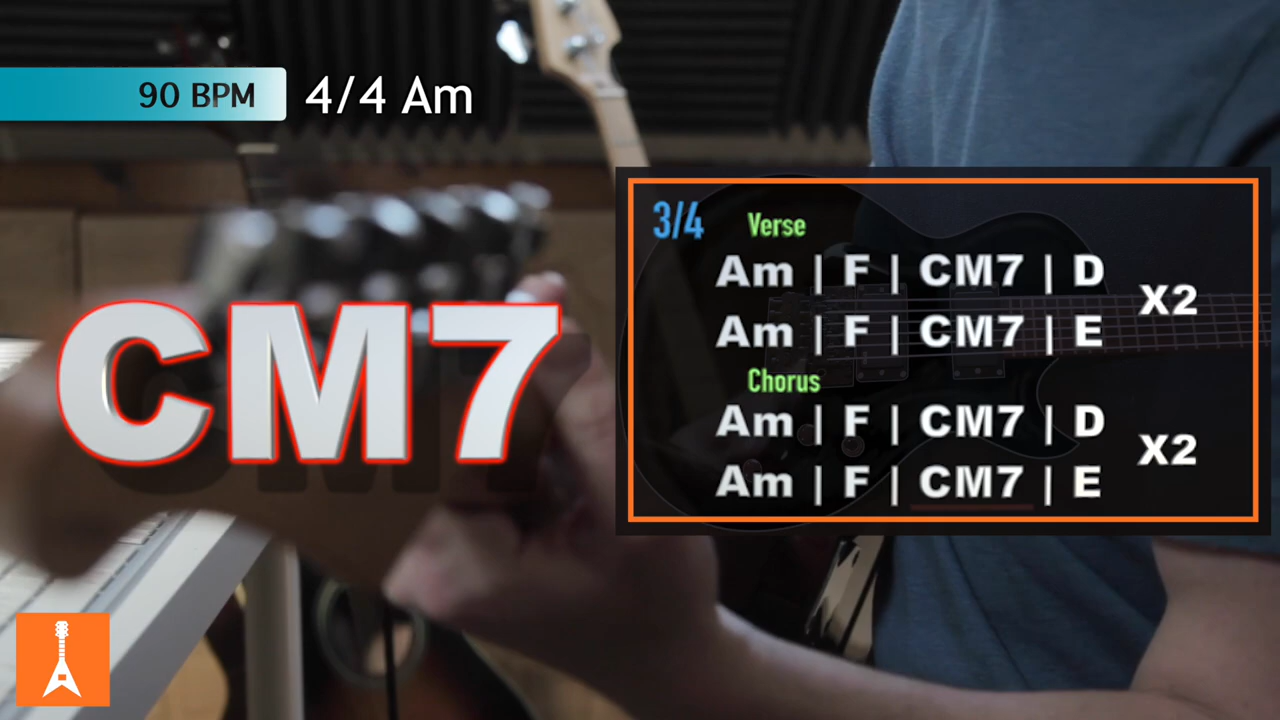 90 BPM 4/4 Am
CM7
3/4 Verse
Am | F | CM7 | D
X2
Am | F | CM7 | E
Chorus
Am | F | CM7 | D
X2
Am | F | CM7 | E